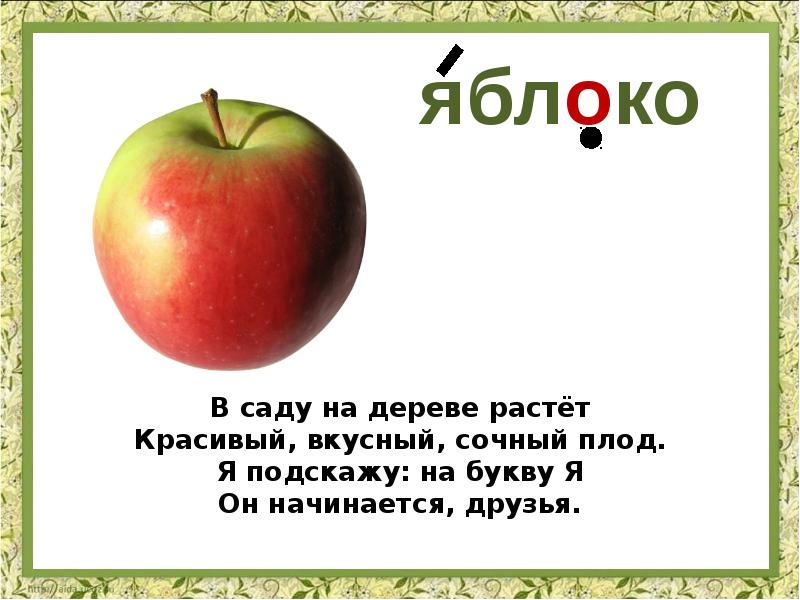 яблоко
В саду на дереве растёт
Красивый, вкусный, сочный плод.
Я подскажу: на букву Я
Он начинается, друзья.